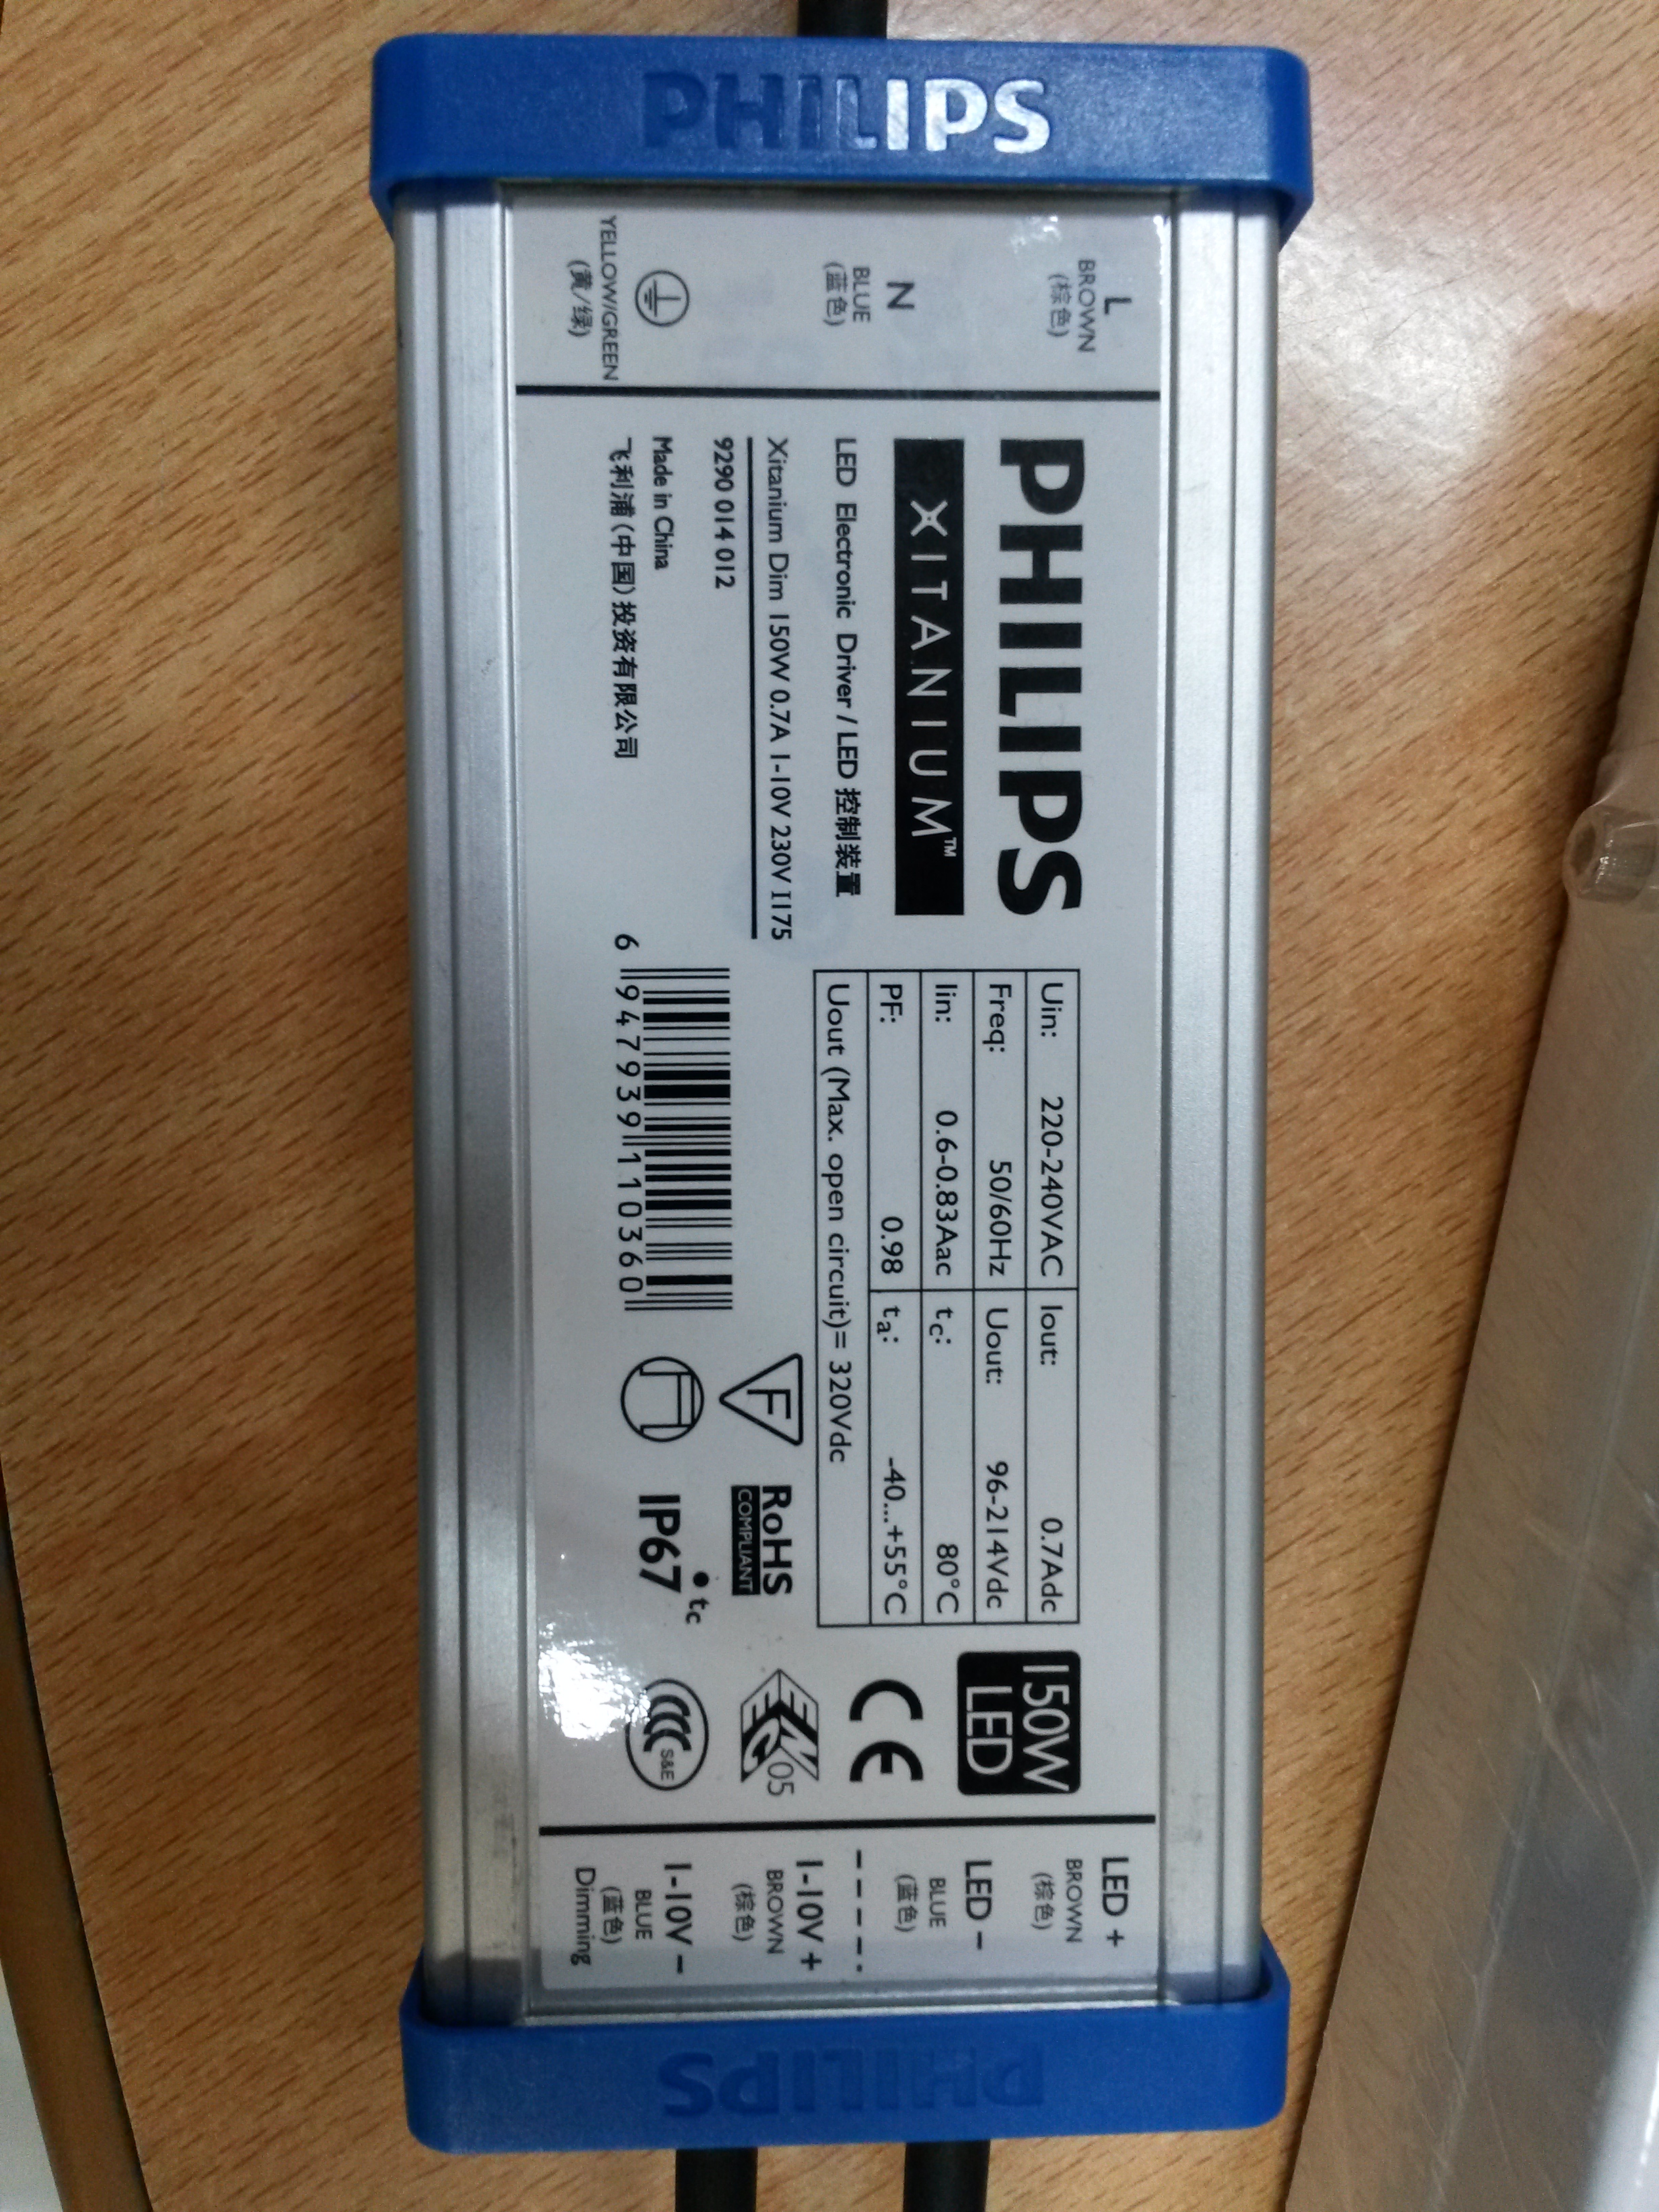 PHILIPS
L
BROWN
(棕色)
N
BLUE
(蓝色)
YELLOW/GREEN
(黄/绿)
PHILIPS
XITANIUM™
LED Electronic Driver / LED 控制装置
Xitanium Dim 150W 0.7A 1-10V 230V I175
9290 014 012
Made in China
飞利浦(中国)投资有限公司
Uin: 220-240VAC Iout: 0.7Adc
Freq: 50/60Hz Uout: 96-214Vdc
Iin: 0.6-0.83Aac tc: 80°C
PF: 0.98 ta: -40...+55°C
Uout (Max. open circuit)= 320Vdc
6 947939 110360
F
RoHS
COMPLIANT
IP67
tc
150W
LED
CE
ENEC 05
CCC S&E
LED +
BROWN
(棕色)
LED -
BLUE
(蓝色)
1-10V +
BROWN
(棕色)
1-10V -
BLUE
(蓝色)
Dimming
PHILIPS